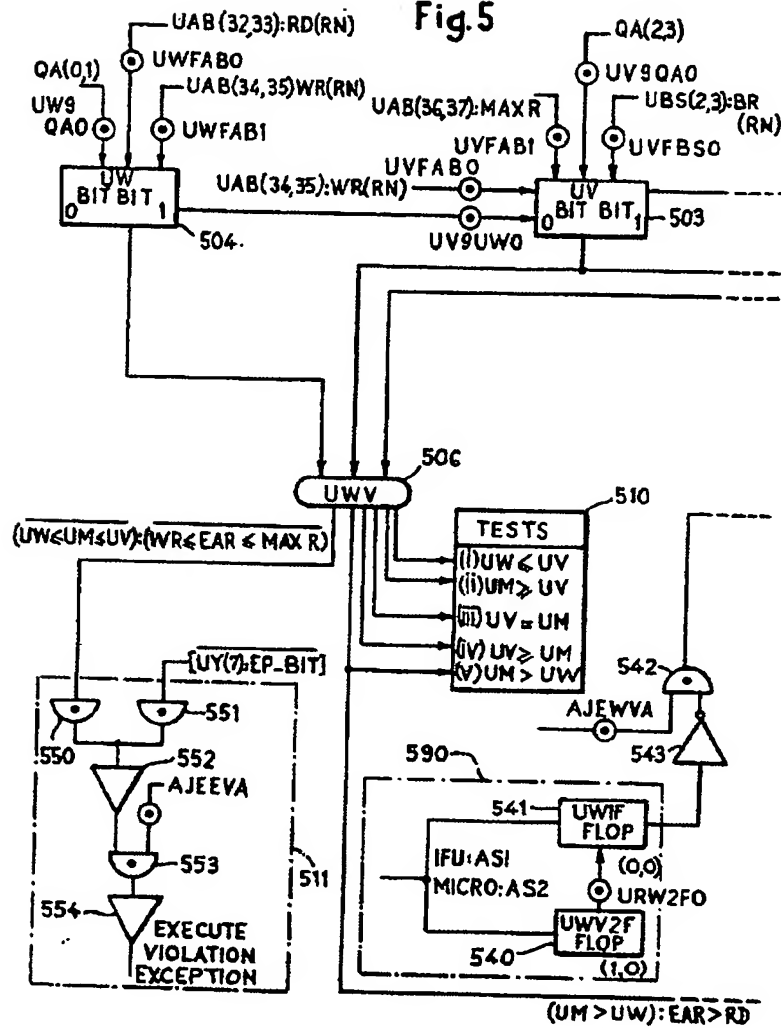 Fig.5
UAB(32,33):RD(RN)
UWFAB0
QA(0,1)
UAB(34,35)WR(RN)
UW9
QA0
UWFAB1
QA(2,3)
UV9QA0
UAB(36,37):MAXR
UBS(2,3):BR
(RN)
UVFAB1
UVFBS0
UVFAB0
UAB(34,35):WR(RN)
UV9UW0
UW
BIT BIT
0 1
504
UV
BIT BIT
0 1
503
506
UWV
510
TESTS
(i)UW⩽UV
(ii)UM⩾UV
(iii)UV=UM
(iv)UV⩾UM
(v)UM>UW
(UW⩽UM⩽UV):(WR⩽EAR⩽MAXR)
[UY(7):EP_BIT]
550
551
552
AJEEVA
553
554
511
EXECUTE
VIOLATION
EXCEPTION
542
AJEWVA
543
590
541
UW1F
FLOP
IFU:AS1
MICRO:AS2
(0,0)
URW2F0
UWV2F
FLOP
540
(1,0)
(UM>UW):EAR>RD